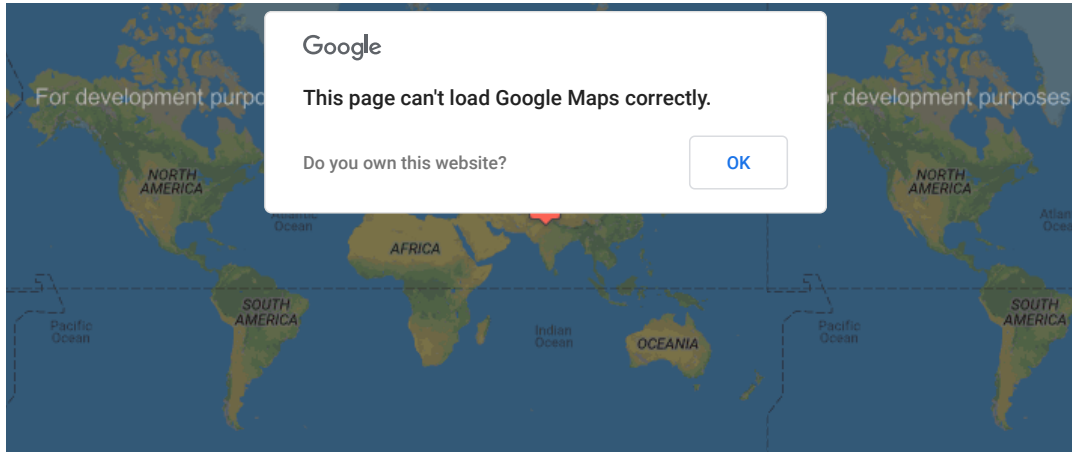 Google
This page can't load Google Maps correctly.
Do you own this website?
OK
For development
development purposes
NORTH
AMERICA
NORTH
AMERICA
Atlantic
Ocean
AFRICA
SOUTH
AMERICA
SOUTH
AMERICA
Pacific
Ocean
Indian
Ocean
OCEANIA
Pacific
Ocean